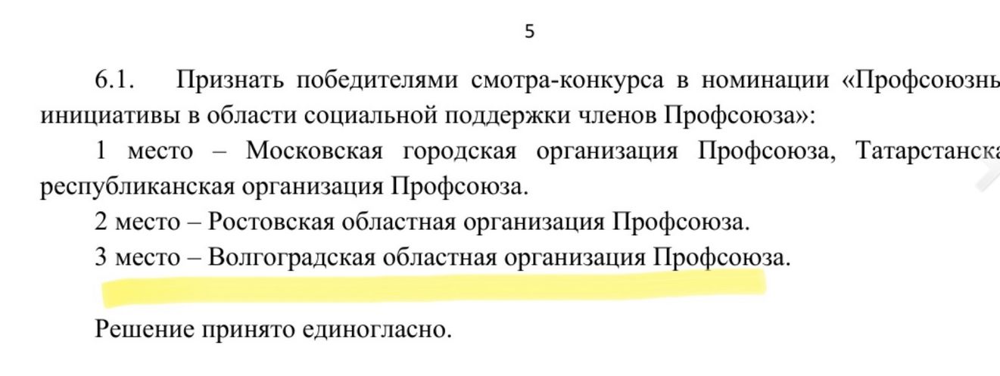 5
6.1. Признать победителями смотра-конкурса в номинации «Профсоюзны
инициативы в области социальной поддержки членов Профсоюза»:
1 место – Московская городская организация Профсоюза, Татарстанска
республиканская организация Профсоюза.
2 место – Ростовская областная организация Профсоюза.
3 место – Волгоградская областная организация Профсоюза.
Решение принято единогласно.